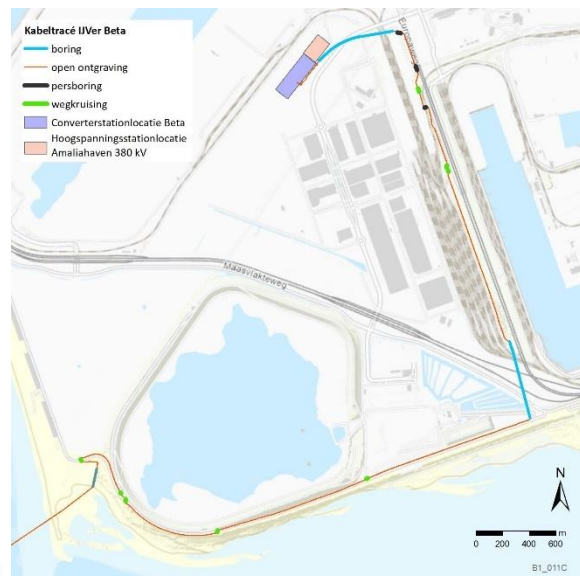 Kabeltracé IJVer Beta
boring
open ontgraving
persboring
wegkruising
Converterstationlocatie Beta
Hoogspanningsstationlocatie
Amaliahaven 380 kV
Maasvlakteweg
N
0 200 400 600
m
B1_011C